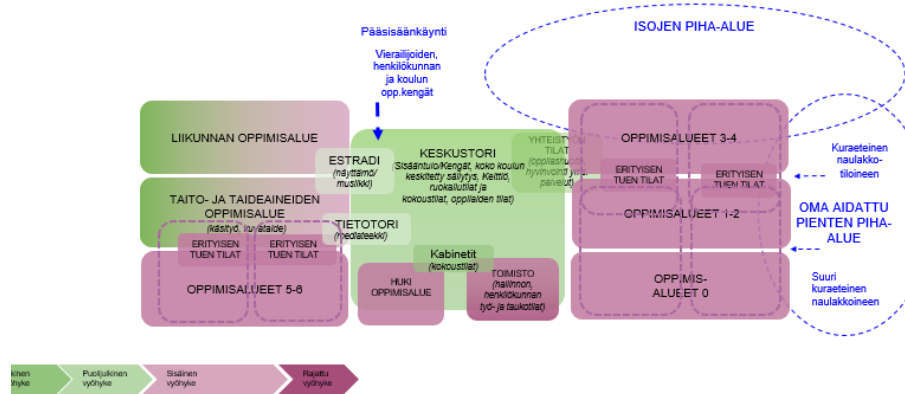 ISOJEN PIHA-ALUE
Pääsisäänkäynti
Vierailijoiden,
henkilökunnan
ja koulun
opp.kengät
LIIKUNNAN OPPIMISALUE
ESTRADI
(näyttämö/
musiikki)
KESKUSTORI
(Sisääntulo/Kengät, koko koulun
keskitetty säilytys, Keittiö,
ruokailutilat ja
kokoustilat, oppilaiden tilat)
TILAT
palvelut)
OPPIMISALUEET 3-4
ERITYISEN
TUEN TILAT
ERITYISEN
TUEN TILAT
Kuraeteinen
naulakko-
tiloineen
TAITO- JA TAIDEAINEIDEN
OPPIMISALUE
(käsityö, kuvataide)
TIETOTORI
(mediateekki)
OPPIMISALUEET 1-2
OMA AIDATTU
PIENTEN PIHA-
ALUE
ERITYISEN
TUEN TILAT
ERITYISEN
TUEN TILAT
Kabinetit
(kokoustilat)
OPPIMISALUEET 5-6
HUKI
OPPIMISALUE
TOIMISTO
(hallinnon,
henkilökunnan
työ- ja taukotilat)
OPPIMIS-
ALUEET 0
Suuri
kuraeteinen
naulakkoineen
Puolijulkinen
vyöhyke
Sisäinen
vyöhyke
Rajattu
vyöhyke